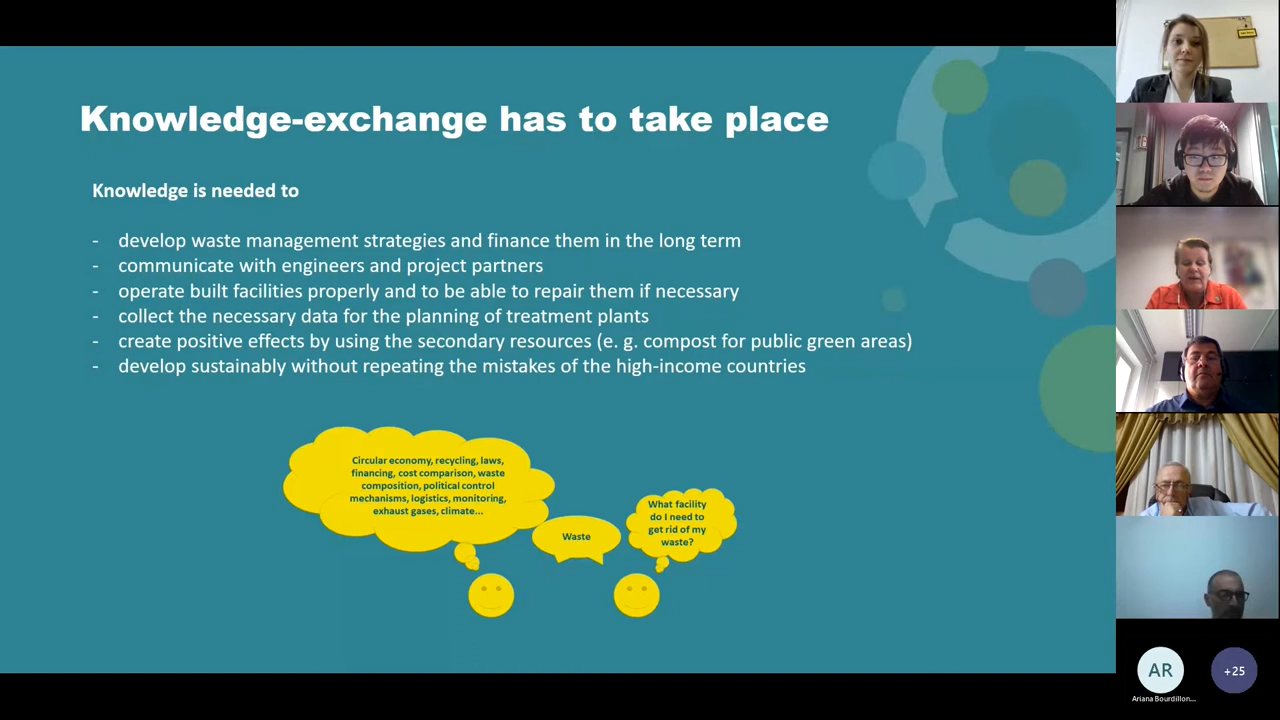 Knowledge-exchange has to take place
Knowledge is needed to
- develop waste management strategies and finance them in the long term
- communicate with engineers and project partners
- operate built facilities properly and to be able to repair them if necessary
- collect the necessary data for the planning of treatment plants
- create positive effects by using the secondary resources (e. g. compost for public green areas)
- develop sustainably without repeating the mistakes of the high-income countries
Circular economy, recycling, laws,
financing, cost comparison, waste
composition, political control
mechanisms, logistics, monitoring,
exhaust gases, climate...
Waste
What facility
do I need to
get rid of my
waste?
AR
Ariana Bourdillon...
+25